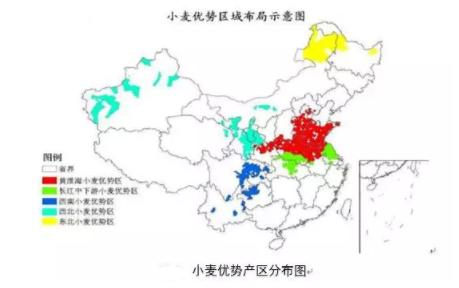 小麦优势区域布局示意图
图例
省界
黄淮海小麦优势区
长江中下游小麦优势区
西南小麦优势区
西北小麦优势区
东北小麦优势区
小麦优势产区分布图